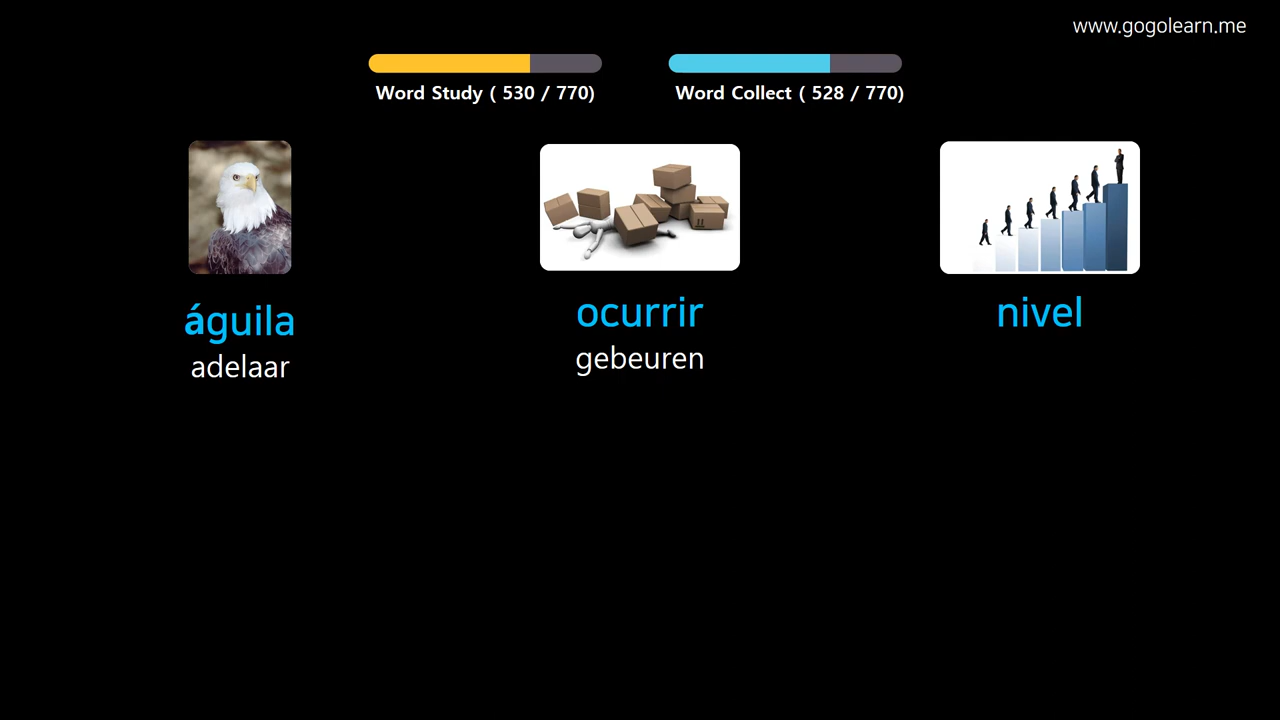 www.gogolearn.me
Word Study ( 530 / 770)
Word Collect ( 528 / 770)
águila
adelaar
ocurrir
gebeuren
nivel